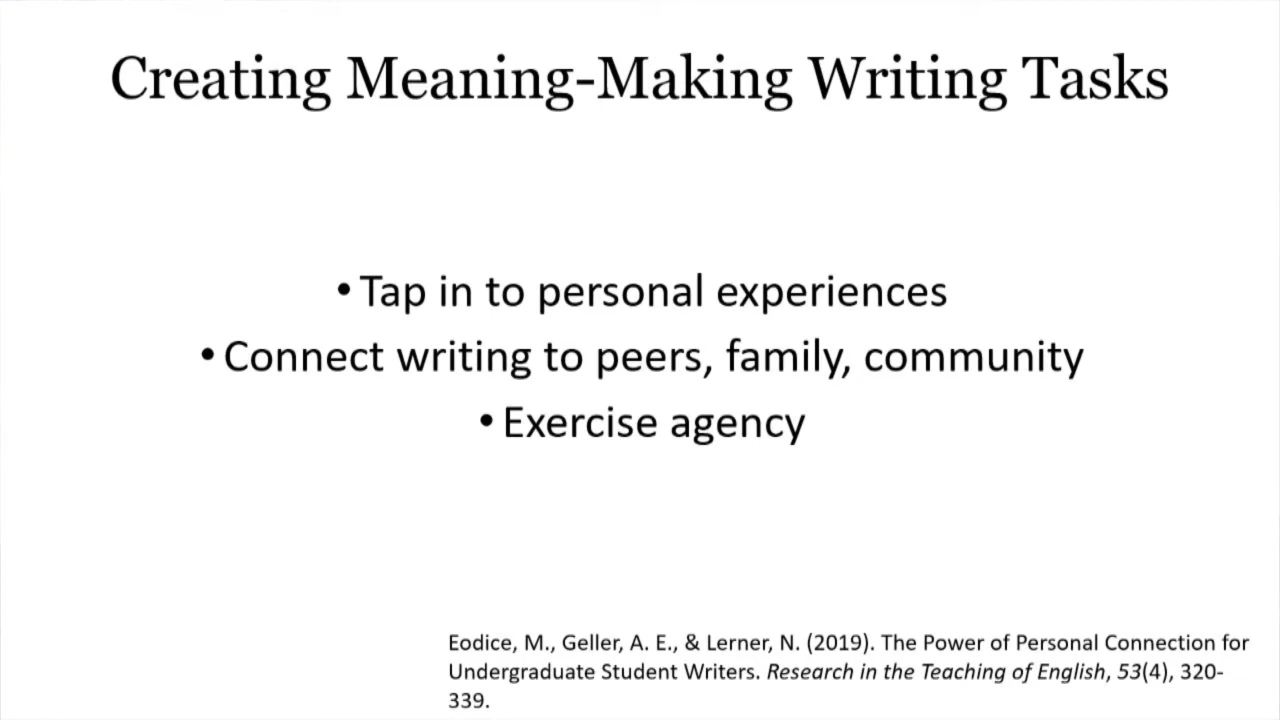 Creating Meaning-Making Writing Tasks
• Tap in to personal experiences
• Connect writing to peers, family, community
• Exercise agency
Eodice, M., Geller, A. E., & Lerner, N. (2019). The Power of Personal Connection for
Undergraduate Student Writers. Research in the Teaching of English, 53(4), 320-
339.